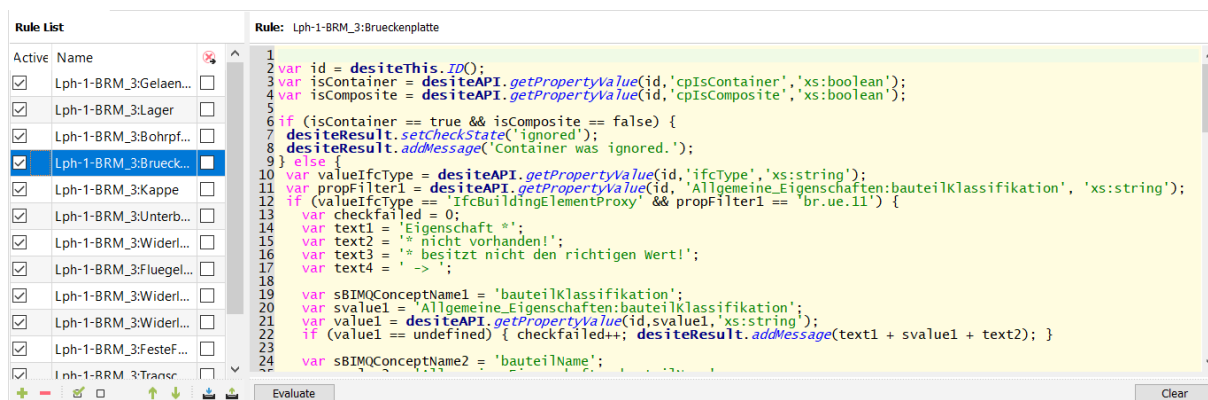 Rule List
Active Name
Lph-1-BRM_3:Gelaen...
Lph-1-BRM_3:Lager
Lph-1-BRM_3:Bohrpf...
Lph-1-BRM_3:Brueck...
Lph-1-BRM_3:Kappe
Lph-1-BRM_3:Unterb...
Lph-1-BRM_3:Widerl...
Lph-1-BRM_3:Fluegel...
Lph-1-BRM_3:Widerl...
Lph-1-BRM_3:Widerl...
Lph-1-BRM_3:FesteF...
Lph-1-BRM_3:Tragsc...
Rule: Lph-1-BRM_3:Brueckenplatte
1
2 var id = desiteThis.ID();
3 var isContainer = desiteAPI.getPropertyValue(id,'cpIsContainer','xs:boolean');
4 var isComposite = desiteAPI.getPropertyValue(id,'cpIsComposite','xs:boolean');
5
6 if (isContainer == true && isComposite == false) {
7 desiteResult.setCheckState('ignored');
8 desiteResult.addMessage('Container was ignored.');
9 } else {
10 var valueIfcType = desiteAPI.getPropertyValue(id,'ifcType','xs:string');
11 var propFilter1 = desiteAPI.getPropertyValue(id, 'Allgemeine_Eigenschaften:bauteilKlassifikation', 'xs:string');
12 if (valueIfcType == 'IfcBuildingElementProxy' && propFilter1 == 'br.ue.11') {
13 var checkfailed = 0;
14 var text1 = 'Eigenschaft *';
15 var text2 = '* nicht vorhanden!';
16 var text3 = '* besitzt nicht den richtigen Wert!';
17 var text4 = ' -> ';
18
19 var sBIMQConceptName1 = 'bauteilKlassifikation';
20 var svalue1 = 'Allgemeine_Eigenschaften:bauteilKlassifikation';
21 var value1 = desiteAPI.getPropertyValue(id,svalue1,'xs:string');
22 if (value1 == undefined) { checkfailed++; desiteResult.addMessage(text1 + svalue1 + text2); }
23
24 var sBIMQConceptName2 = 'bauteilName';
Evaluate
Clear